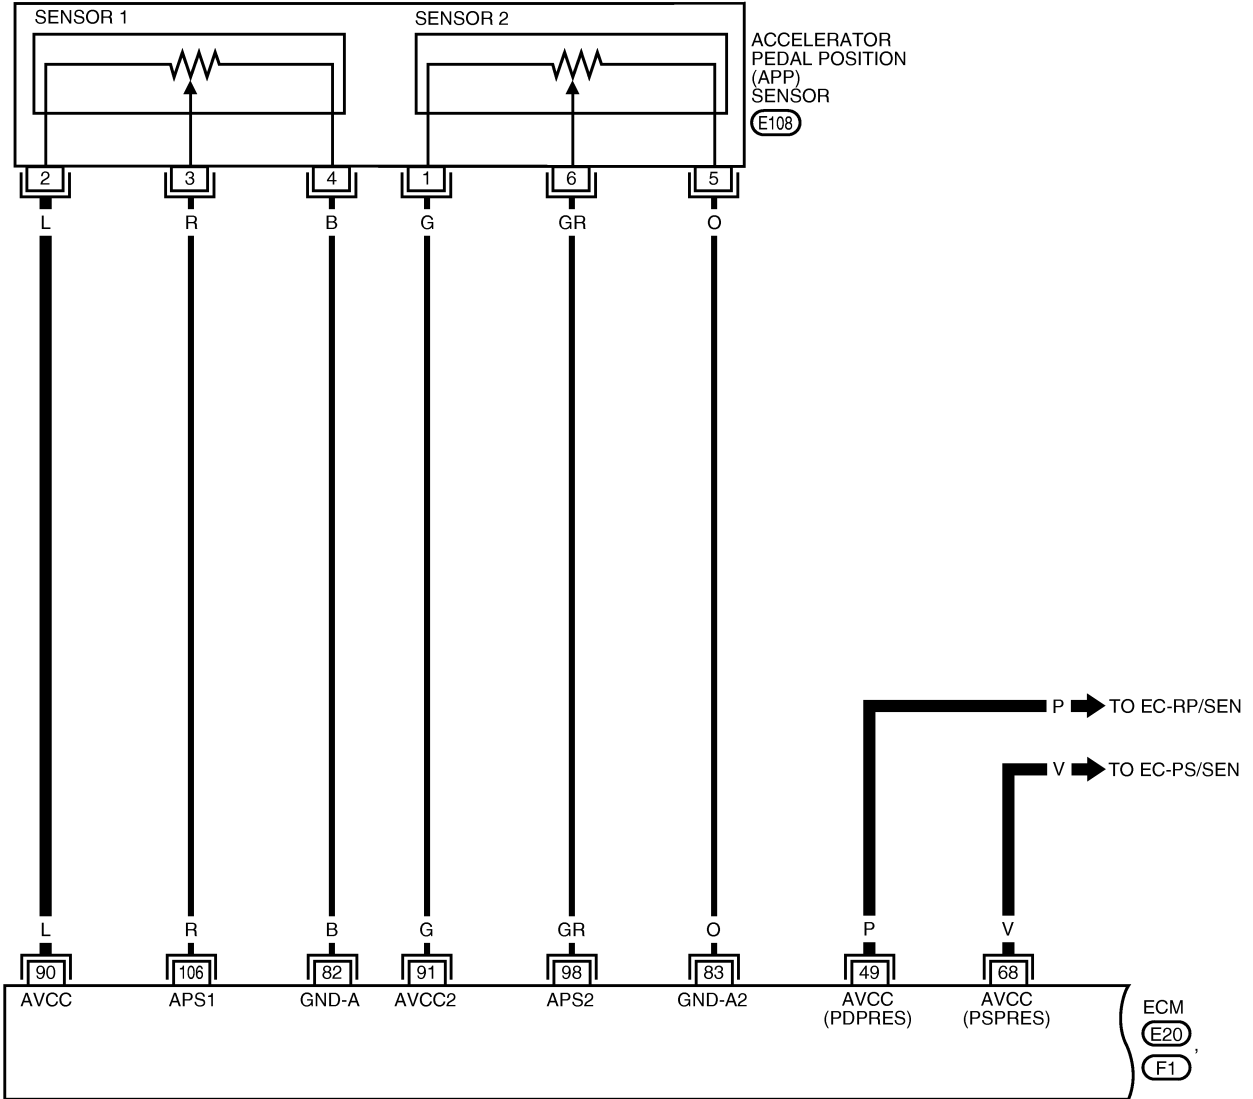 SENSOR 1
SENSOR 2
ACCELERATOR
PEDAL POSITION
(APP)
SENSOR
E108
2 3 4 1 6 5
L R B G GR O
P TO EC-RP/SEN
V TO EC-PS/SEN
L R B G GR O P V
90 106 82 91 98 83 49 68
AVCC APS1 GND-A AVCC2 APS2 GND-A2 AVCC AVCC
(PDPRES) (PSPRES)
ECM
E20 ,
F1